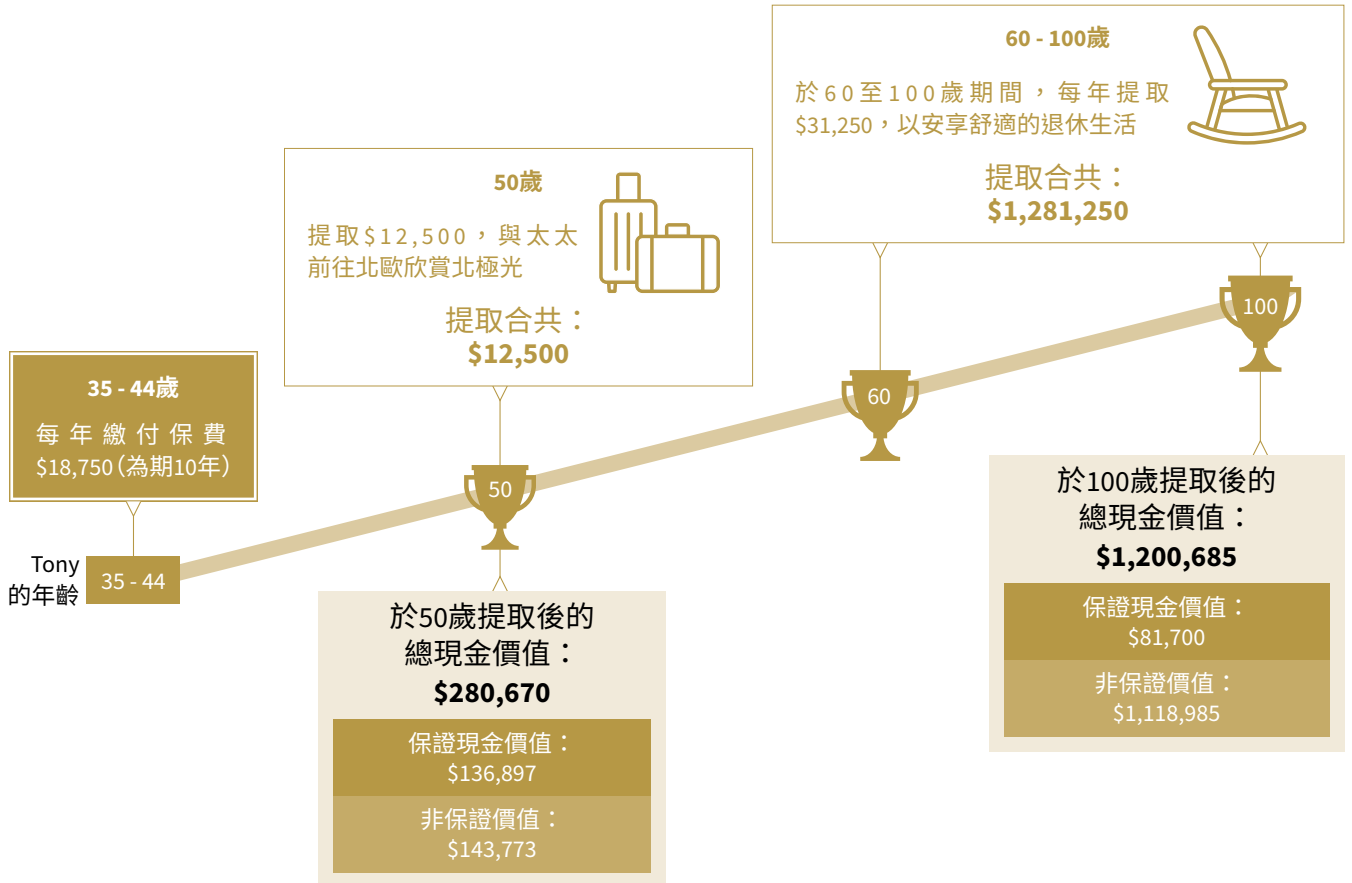 60 - 100歲
於60至100歲期間，每年提取
$31,250，以安享舒適的退休生活
提取合共：
$1,281,250
50歲
提取$12,500，與太太
前往北歐欣賞北極光
提取合共：
$12,500
35 - 44歲
每年繳付保費
$18,750（為期10年）
Tony
的年齡
35 - 44
50
60
100
於50歲提取後的
總現金價值：
$280,670
保證現金價值：
$136,897
非保證價值：
$143,773
於100歲提取後的
總現金價值：
$1,200,685
保證現金價值：
$81,700
非保證價值：
$1,118,985